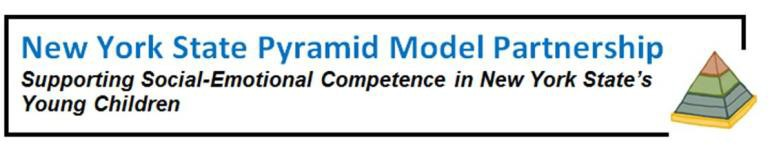 New York State Pyramid Model Partnership
Supporting Social-Emotional Competence in New York State's
Young Children